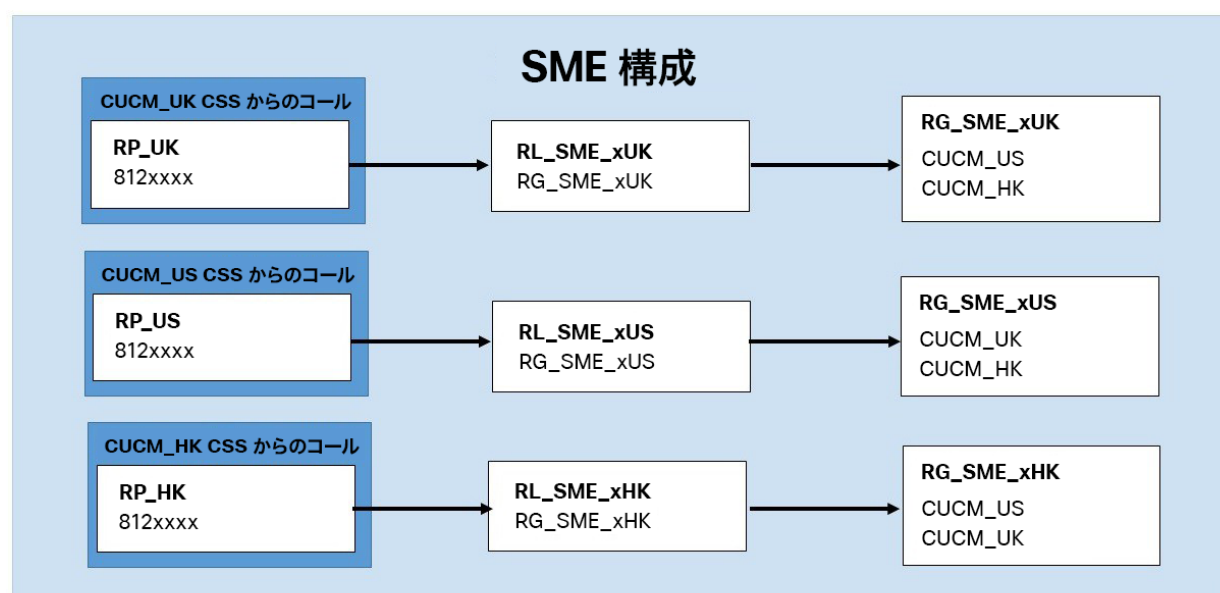 SME 構成
CUCM_UK CSS からのコール
RP_UK
812xxxx
RL_SME_xUK
RG_SME_xUK
RG_SME_xUK
CUCM_US
CUCM_HK
CUCM_US CSS からのコール
RP_US
812xxxx
RL_SME_xUS
RG_SME_xUS
RG_SME_xUS
CUCM_UK
CUCM_HK
CUCM_HK CSS からのコール
RP_HK
812xxxx
RL_SME_xHK
RG_SME_xHK
RG_SME_xHK
CUCM_US
CUCM_UK